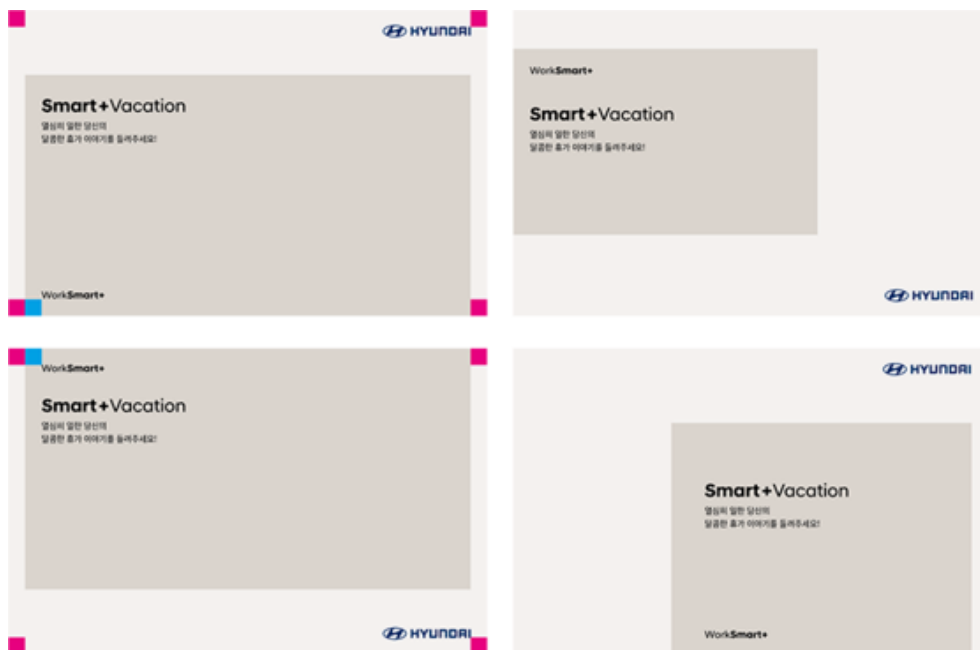 HYUNDAI
Smart+Vacation
열심히 일한 당신의
달콤한 휴가 이야기를 들려주세요!
WorkSmart+
WorkSmart+
Smart+Vacation
열심히 일한 당신의
달콤한 휴가 이야기를 들려주세요!
HYUNDAI
WorkSmart+
Smart+Vacation
열심히 일한 당신의
달콤한 휴가 이야기를 들려주세요!
HYUNDAI
HYUNDAI
Smart+Vacation
열심히 일한 당신의
달콤한 휴가 이야기를 들려주세요!
WorkSmart+